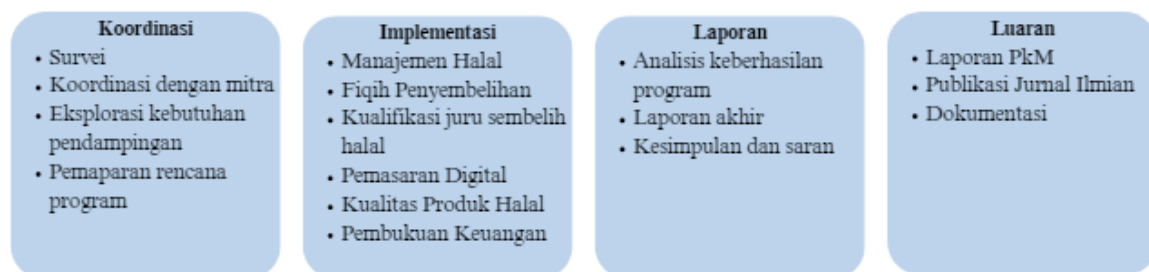 Koordinasi
• Survei
• Koordinasi dengan mitra
• Eksplorasi kebutuhan
pendampingan
• Pemaparan rencana
program
Implementasi
• Manajemen Halal
• Fiqih Penyembelihan
• Kualifikasi juru sembelih
halal
• Pemasaran Digital
• Kualitas Produk Halal
• Pembukuan Keuangan
Laporan
• Analisis keberhasilan
program
• Laporan akhir
• Kesimpulan dan saran
Luaran
• Laporan PkM
• Publikasi Jurnal Ilmian
• Dokumentasi